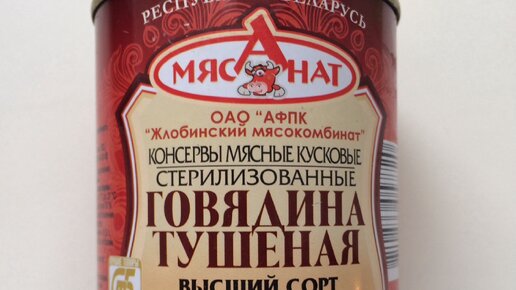 РЕСПУБЛИКА БЕЛАРУСЬ
МЯСАНАТ
ОАО "АФПК
"Жлобинский мясокомбинат"
КОНСЕРВЫ МЯСНЫЕ КУСКОВЫЕ
СТЕРИЛИЗОВАННЫЕ
ГОВЯДИНА
ТУШЕНАЯ
ВЫСШИЙ СОРТ